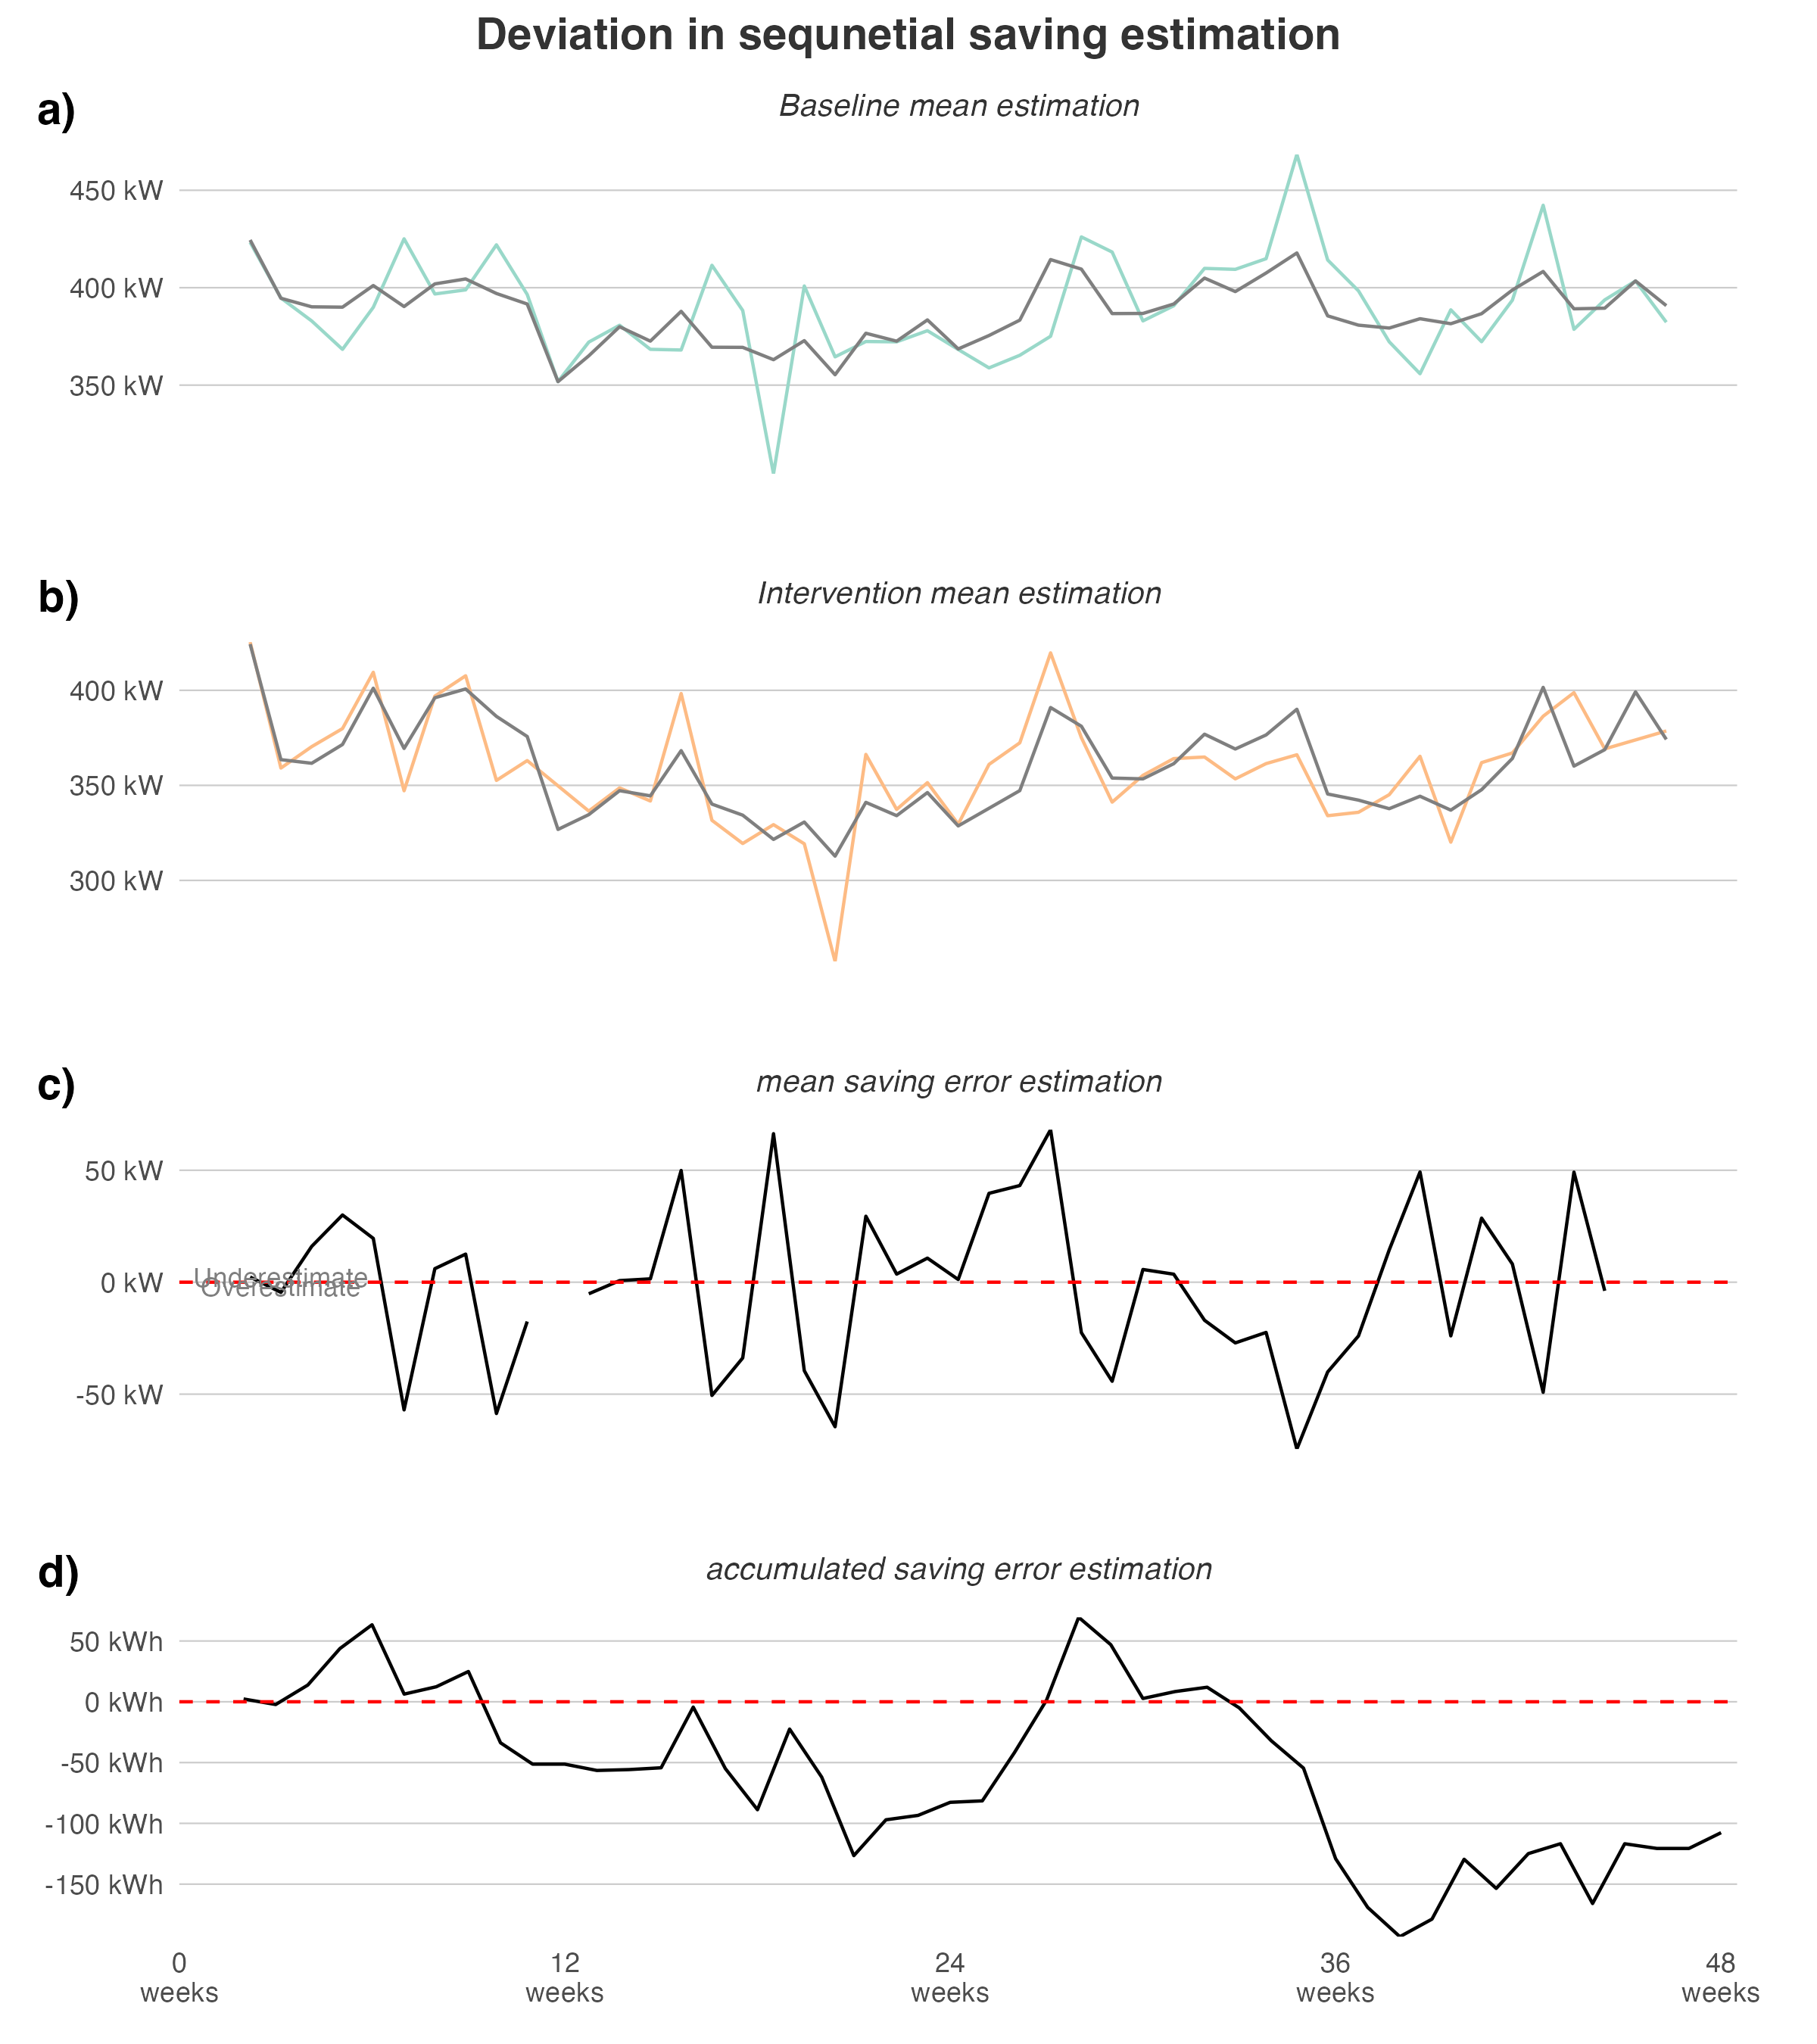 Deviation in sequnetial saving estimation
a)
Baseline mean estimation
450 kW
400 kW
350 kW
b)
Intervention mean estimation
400 kW
350 kW
300 kW
c)
mean saving error estimation
50 kW
Underestimate
0 kW
Overestimate
-50 kW
d)
accumulated saving error estimation
50 kWh
0 kWh
-50 kWh
-100 kWh
-150 kWh
0 12 24 36 48
weeks weeks weeks weeks weeks